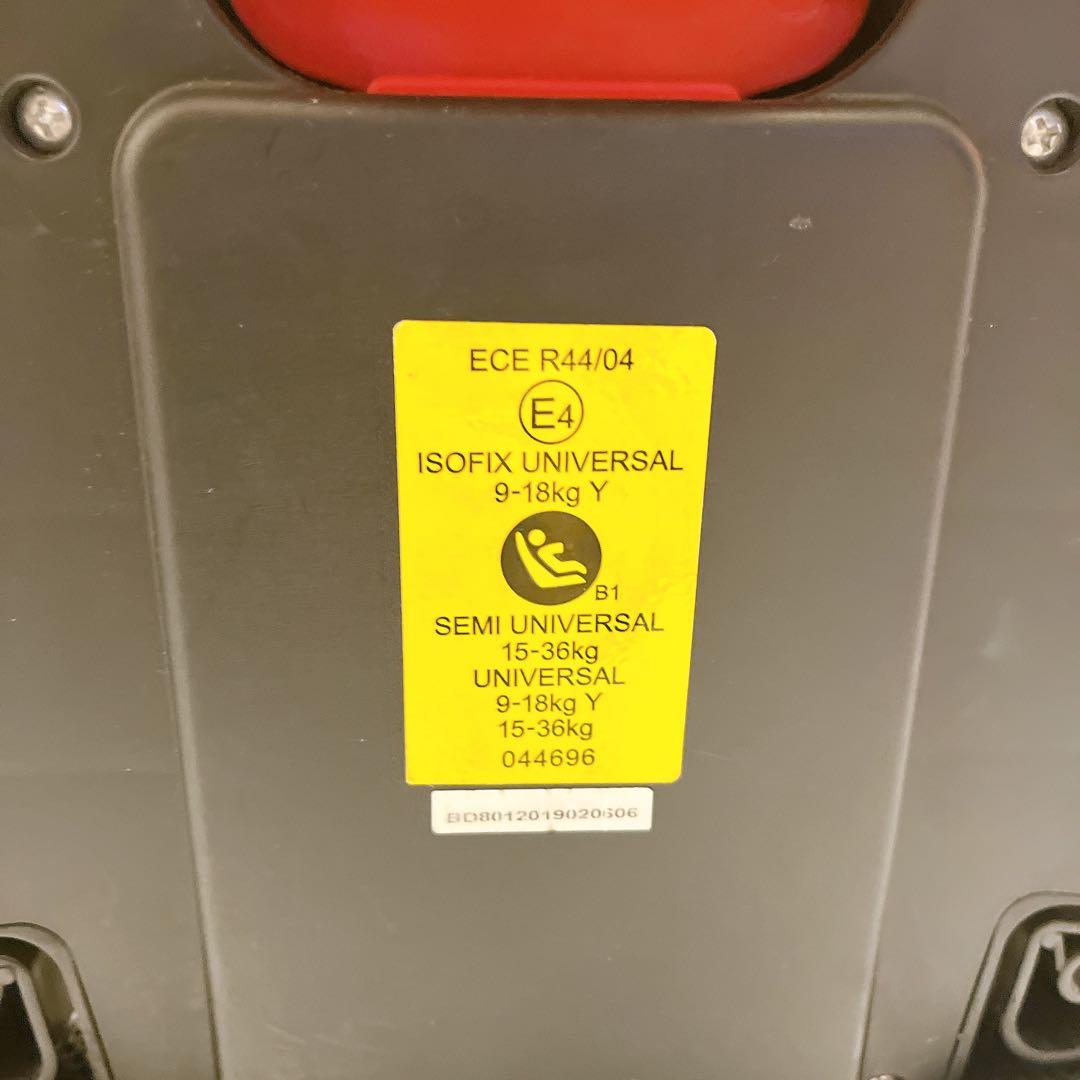 ECE R44/04
E4
ISOFIX UNIVERSAL
9-18kg Y
B1
SEMI UNIVERSAL
15-36kg
UNIVERSAL
9-18kg Y
15-36kg
044696
BD8012019020606